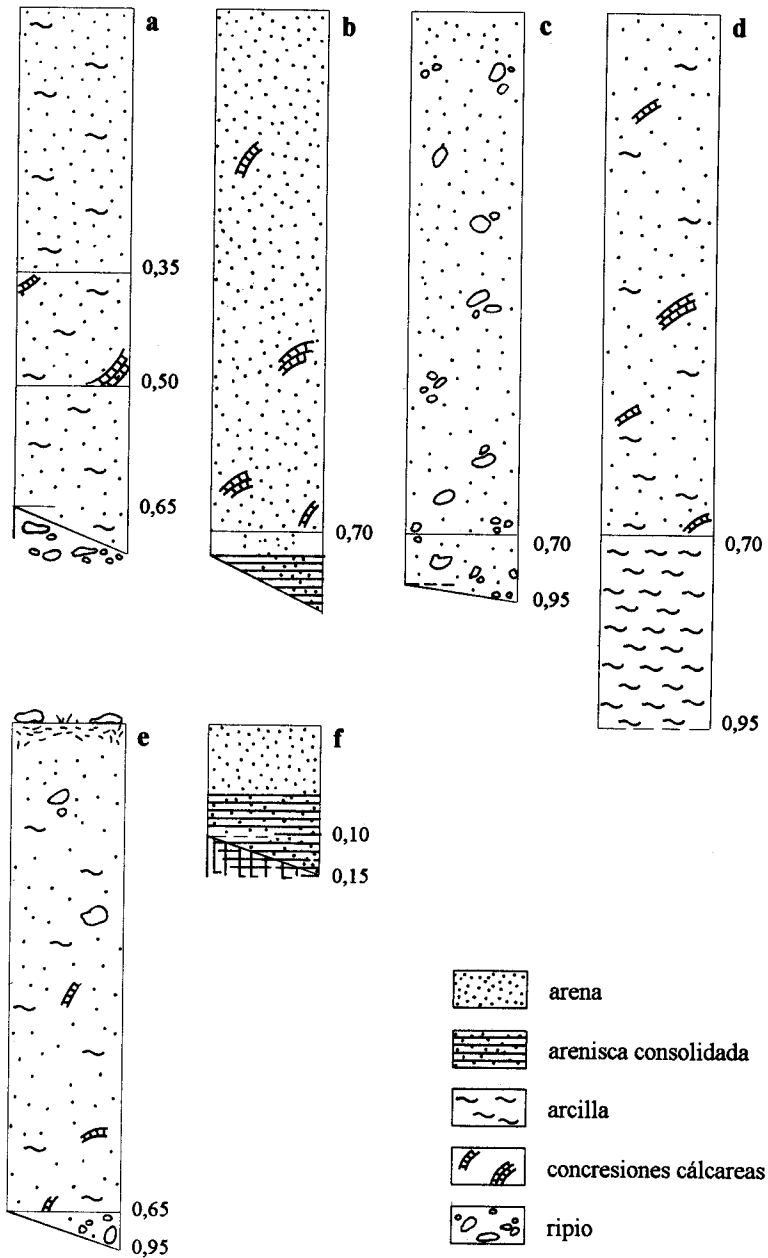 a
b
c
d
0,35
0,50
0,65
0,70
0,70
0,95
0,70
0,95
e
f
0,10
0,15
0,65
0,95
arena
arenisca consolidada
arcilla
concresiones cálcareas
ripio